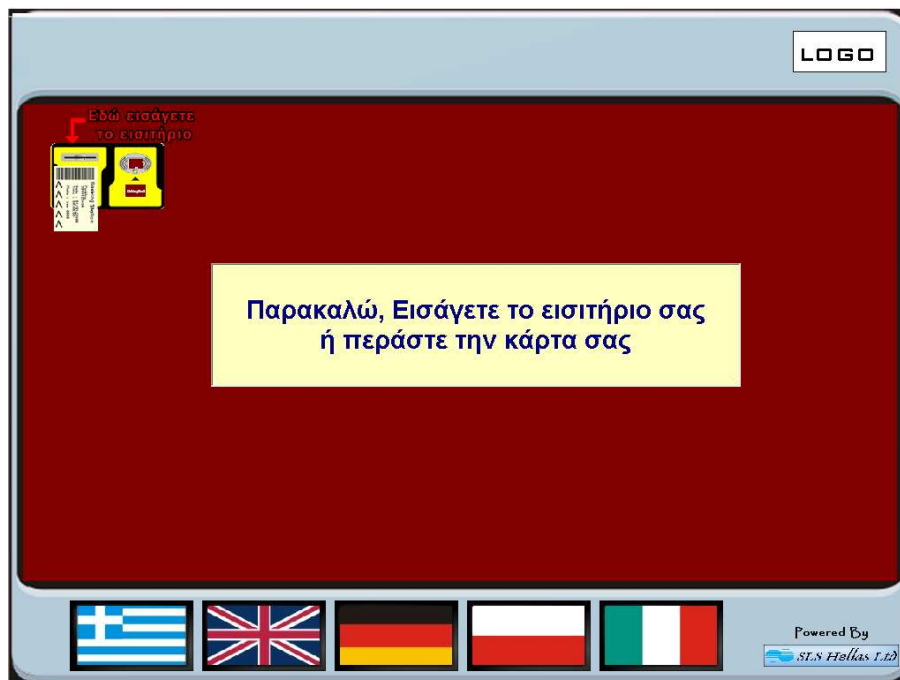 LOGO
Εδώ εισάγετε
το εισιτήριο
Παρακαλώ, Εισάγετε το εισιτήριο σας
ή περάστε την κάρτα σας
Powered By
SLS Hellas Ltd